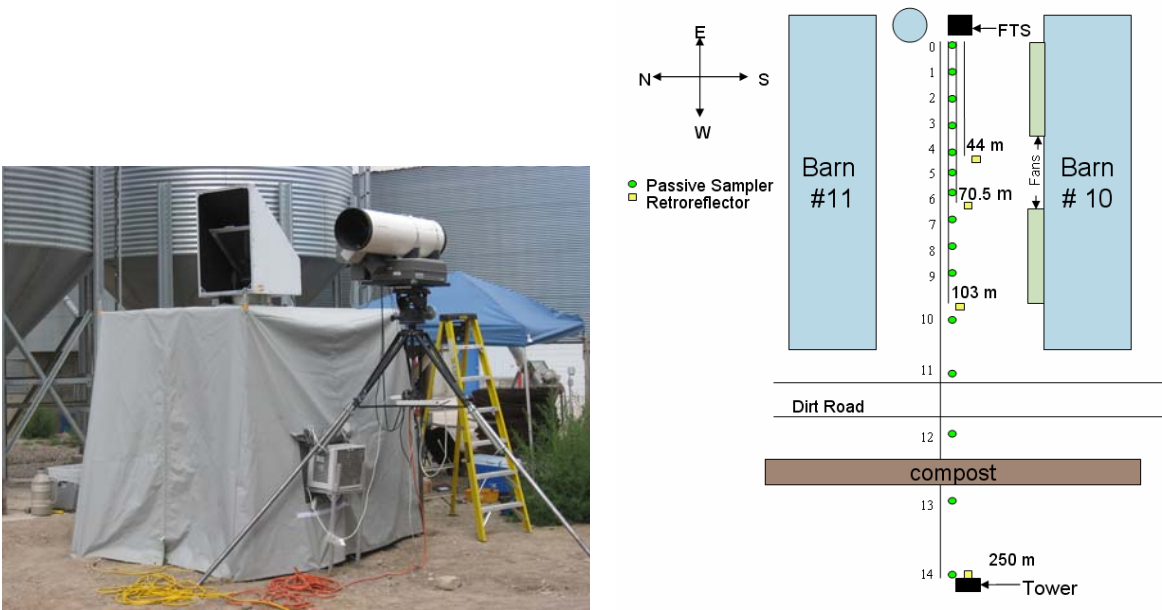 E
N
S
W
Passive Sampler
Retroreflector
FTS
0
1
2
3
4
5
6
7
8
9
10
11
12
13
14
44 m
70.5 m
103 m
250 m
Barn
#11
Fans
Barn
# 10
Dirt Road
compost
Tower